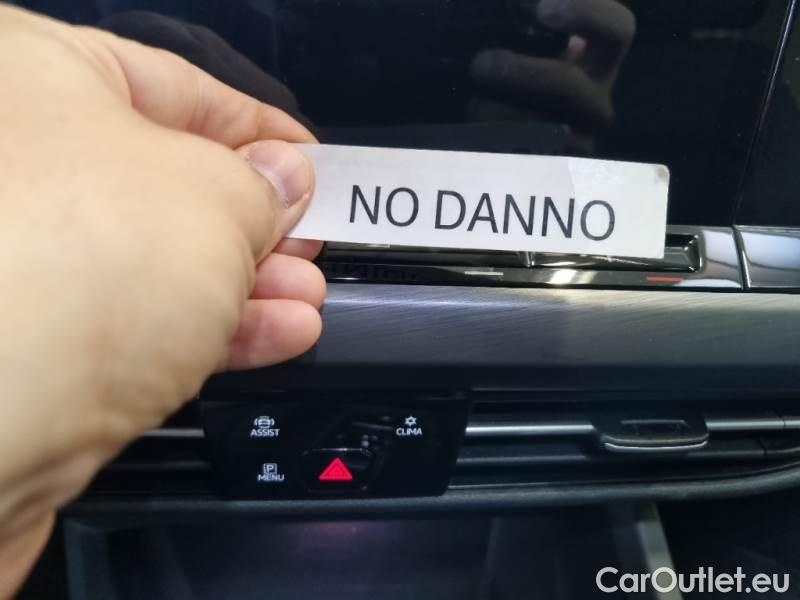 NO DANNO
ASSIST
CLIMA
P
MENU
CarOutlet.eu